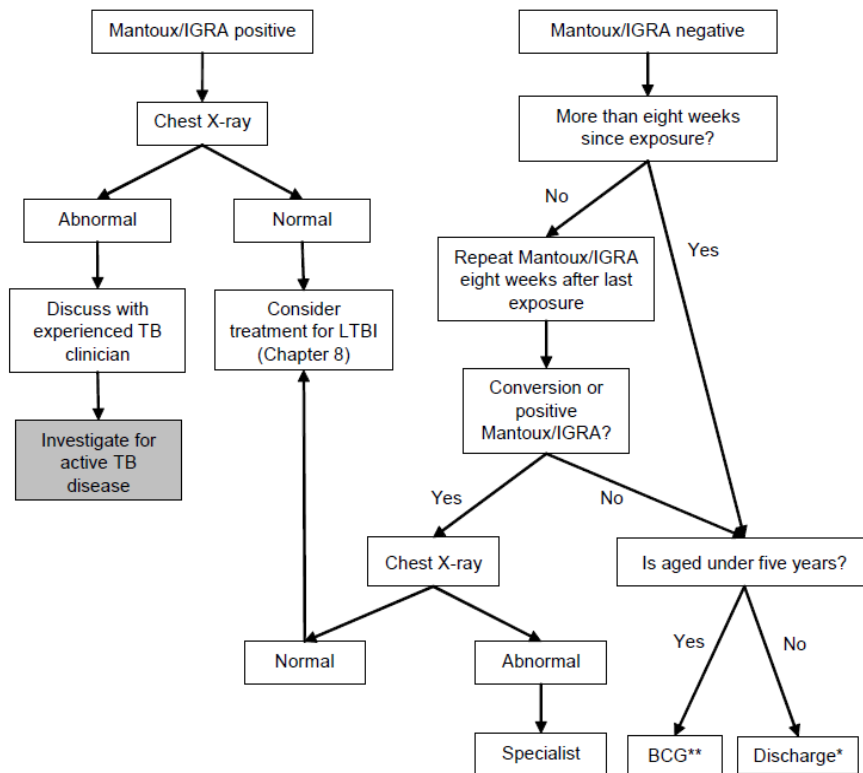 Mantoux/IGRA positive
Mantoux/IGRA negative
Chest X-ray
More than eight weeks
since exposure?
Abnormal
Normal
No
Yes
Repeat Mantoux/IGRA
eight weeks after last
exposure
Discuss with
experienced TB
clinician
Consider
treatment for LTBI
(Chapter 8)
Conversion or
positive
Mantoux/IGRA?
Investigate for
active TB
disease
Yes
No
Chest X-ray
Is aged under five years?
Normal
Abnormal
Yes
No
Specialist
BCG**
Discharge*